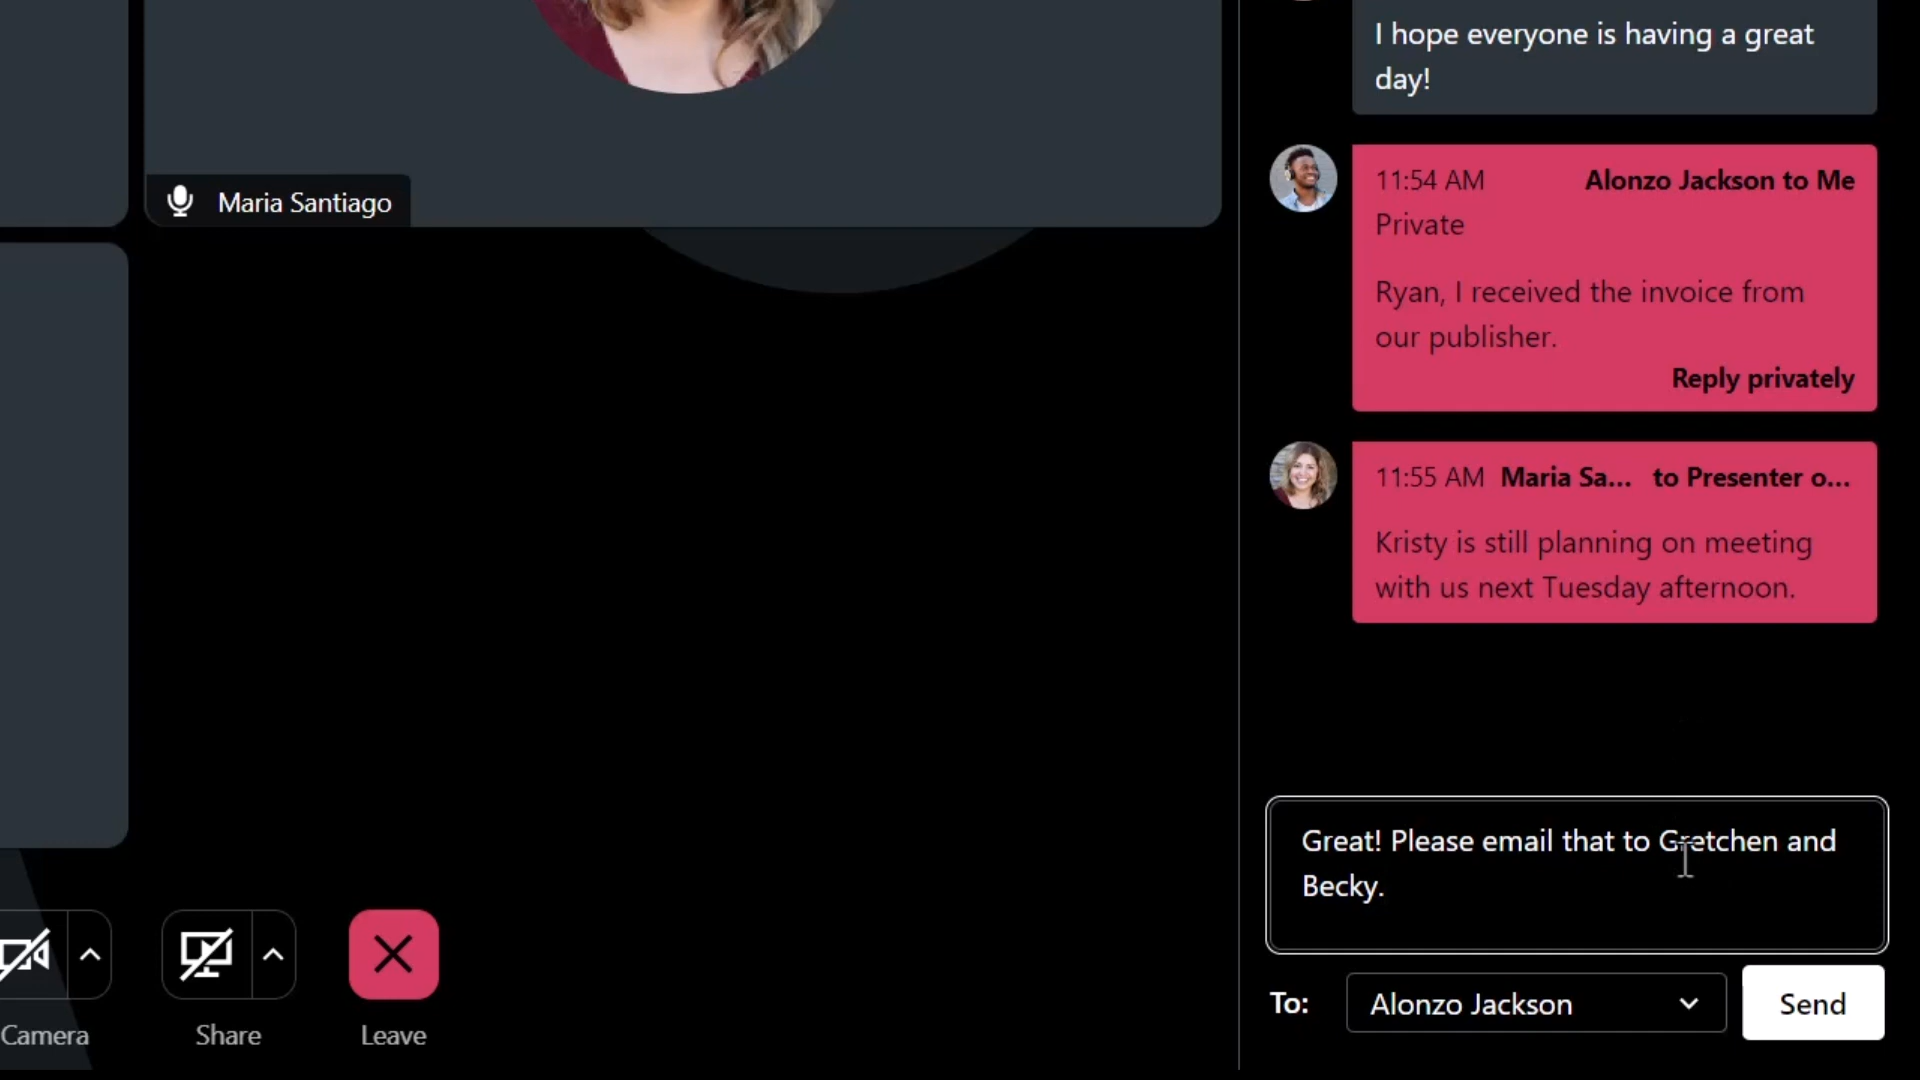 I hope everyone is having a great
day!
Maria Santiago
11:54 AM Alonzo Jackson to Me
Private
Ryan, I received the invoice from
our publisher.
Reply privately
11:55 AM Maria Sa... to Presenter o...
Kristy is still planning on meeting
with us next Tuesday afternoon.
Great! Please email that to Gretchen and
Becky.
To: Alonzo Jackson Send
Camera Share Leave